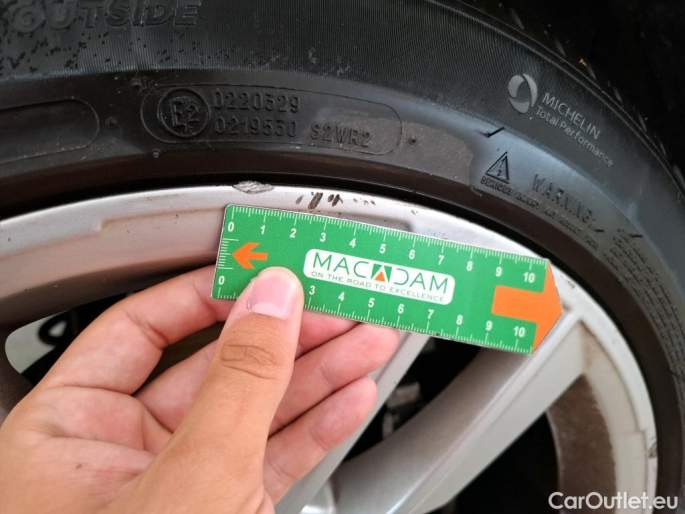 OUTSIDE
E2
0220629
0219550 S2WR2
MICHELIN
Total Performance
WARNING
0 1 2 3 4 5 6 7 8 9 10
MACADAM
ON THE ROAD TO EXCELLENCE
0 3 4 5 6 7 8 9 10
CarOutlet.eu